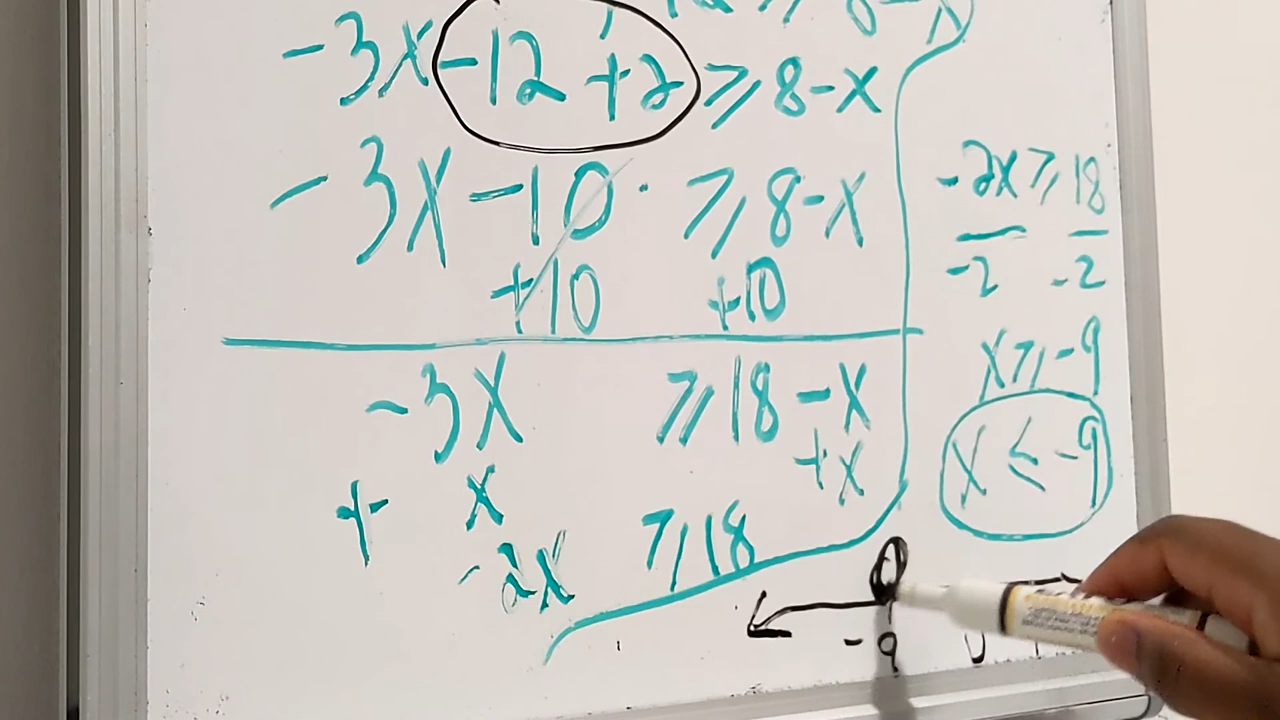 -3x -12 +2 ≥ 8-x
-3x -10 ≥ 8-x
+10 +10
-3x ≥ 18 -x
+ x +x
-2x ≥ 18
-2x ≥ 18
-2 -2
x ≥ -9
x ≤ -9
-9 0